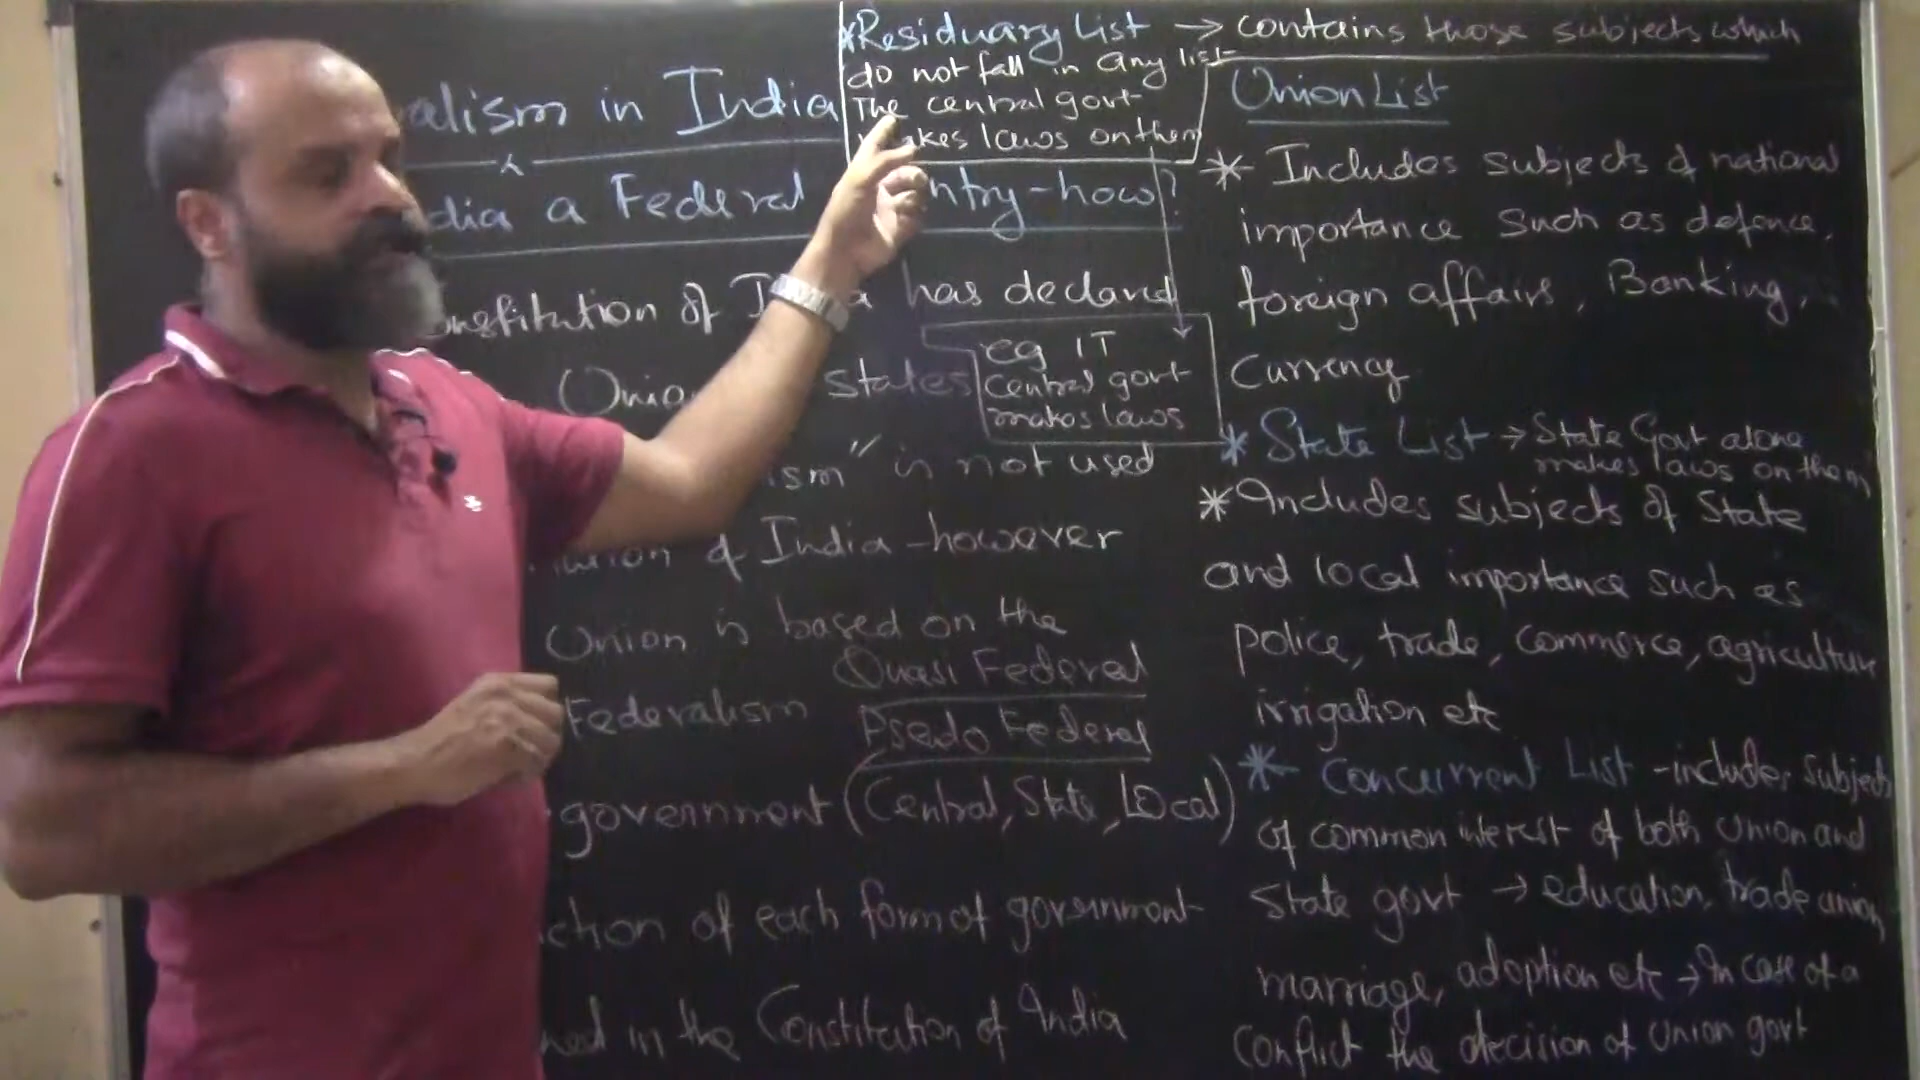 *Residuary List → contains those subjects which
do not fall in any list
The central govt
makes laws on them
alism in India
dia a Federal ntry-how?
onstitution of India has declared
Union states
eg IT
Central govt
makes laws
ism" is not used
of India-however
Union is based on the
Federalism
Quasi Federal
Psedo Federal
government (Central, State, Local)
ction of each form of government
ned in the Constitution of India
Union List
* Includes subjects of national
importance such as defence,
foreign affairs, Banking,
Currency
* State List → State Govt alone
makes laws on them
* Includes subjects of State
and local importance such as
police, trade, commerce, agriculture
irrigation etc
* Concurrent List -includes subjects
of common interest of both Union and
State govt → education, trade union,
marriage, adoption etc → In case of a
conflict the decision of Union govt